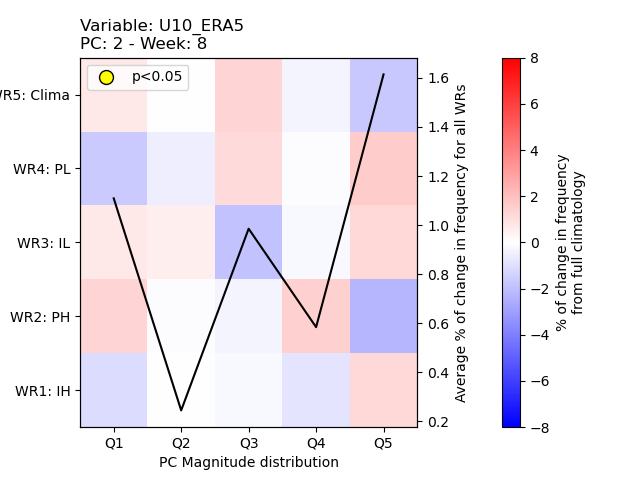 Variable: U10_ERA5
PC: 2 - Week: 8
p<0.05
WR5: Clima
WR4: PL
WR3: IL
WR2: PH
WR1: IH
Q1 Q2 Q3 Q4 Q5
PC Magnitude distribution
1.6
1.4
1.2
1.0
0.8
0.6
0.4
0.2
Average % of change in frequency for all WRs
8
6
4
2
0
−2
−4
−6
−8
% of change in frequency
from full climatology